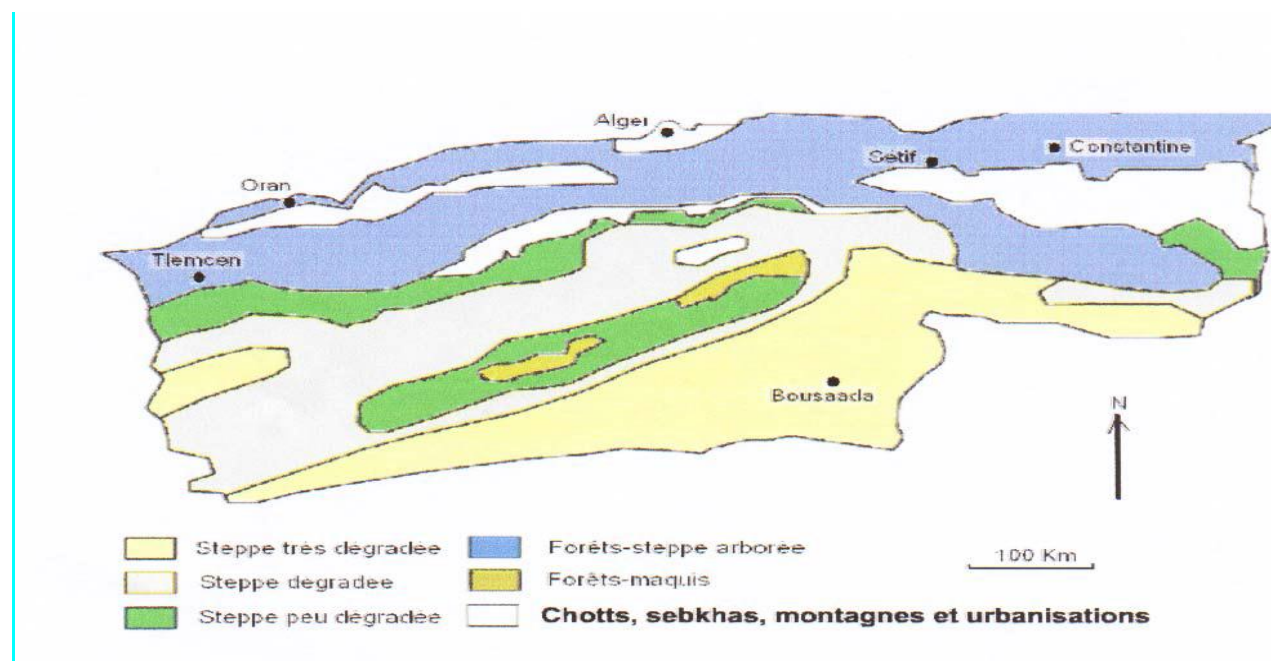 Alger
Sétif
Constantine
Oran
Tlemcen
Bousaada
N
Steppe très dégradée
Forêts-steppe arborée
Steppe dégradée
Forêts-maquis
100 Km
Steppe peu dégradée
Chotts, sebkhas, montagnes et urbanisations